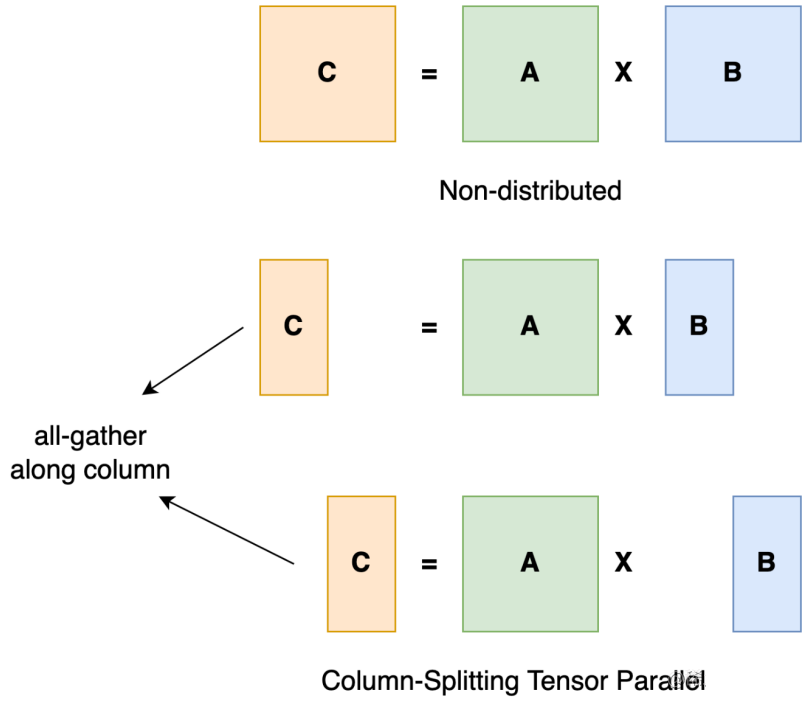 C = A X B
Non-distributed
C = A X B
all-gather
along column
C = A X B
Column-Splitting Tensor Parallel